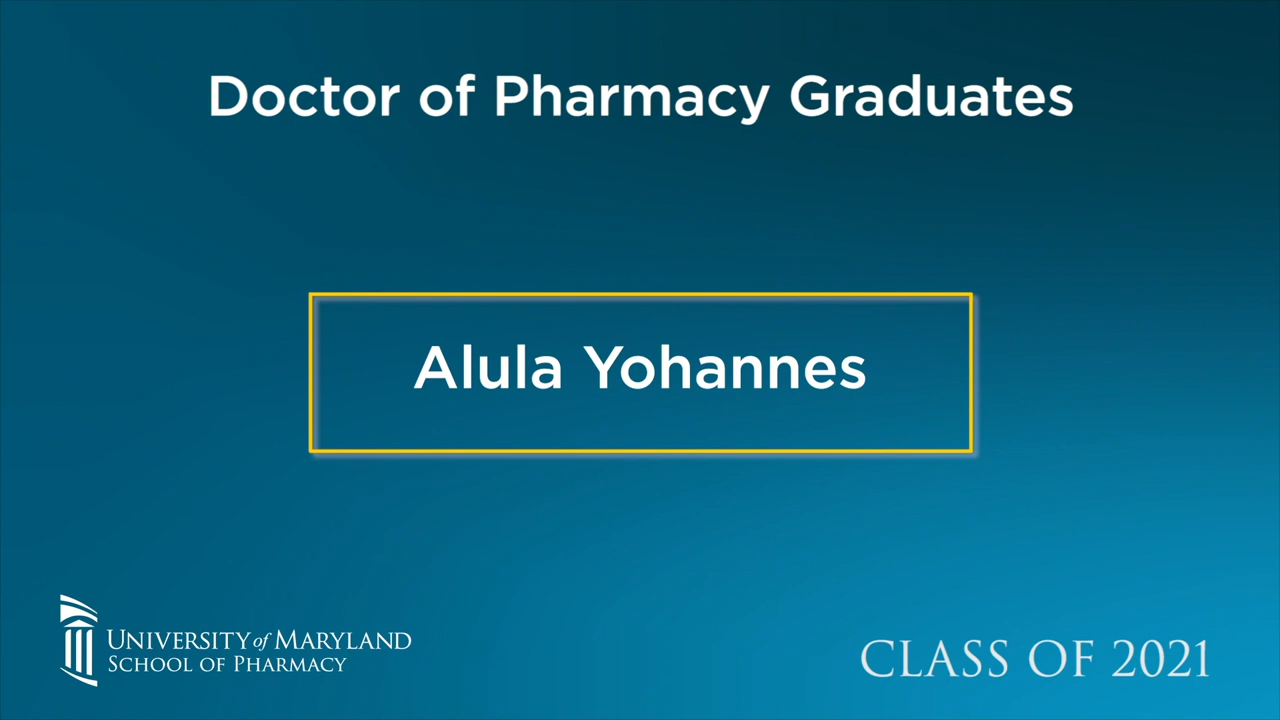 Doctor of Pharmacy Graduates
Alula Yohannes
UNIVERSITY of MARYLAND
SCHOOL OF PHARMACY
CLASS OF 2021